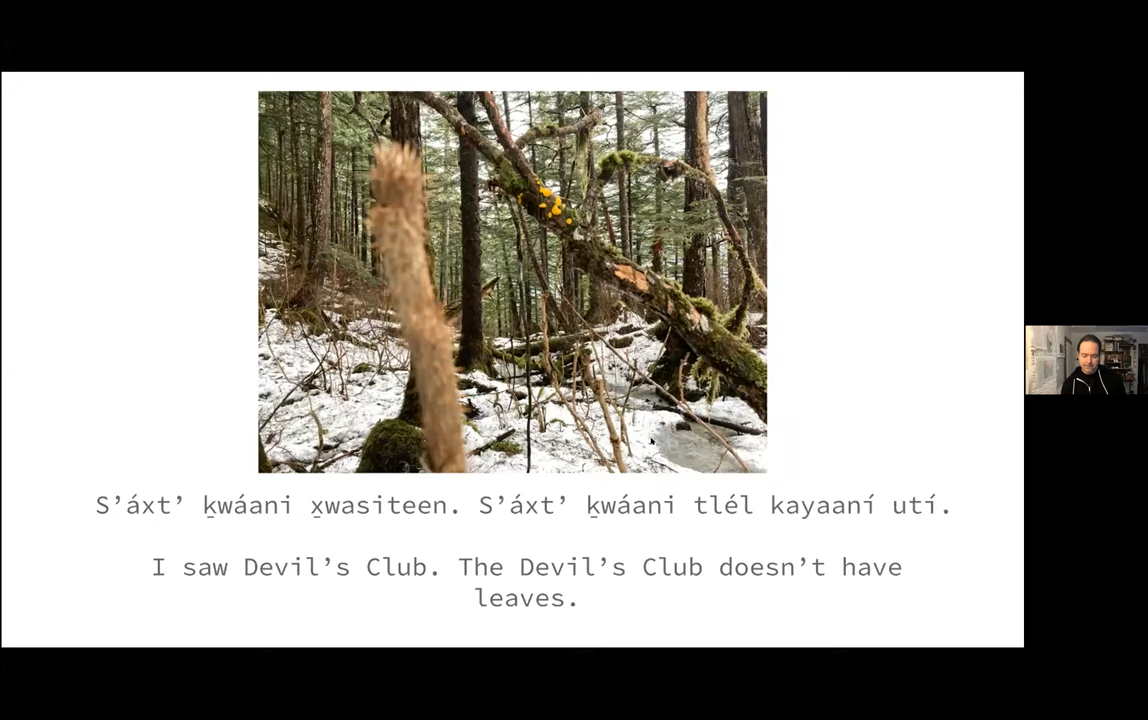 S’áxt’ ḵwáani x̱wasiteen. S’áxt’ ḵwáani tlél kayaaní utí.
I saw Devil’s Club. The Devil’s Club doesn’t have
leaves.